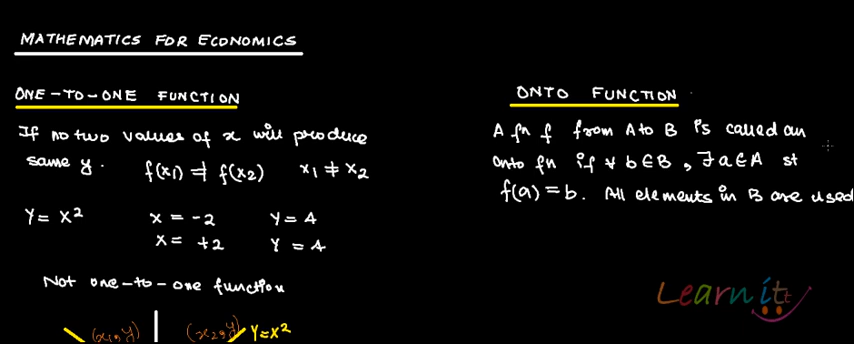 MATHEMATICS FOR ECONOMICS
ONE-TO-ONE FUNCTION
If no two values of x will produce
same y. f(x1) ≠ f(x2) x1 ≠ x2
Y = X²
x = -2 Y = 4
x = +2 Y = 4
Not one-to-one function
(x1, y) (x2, y) Y=X²
ONTO FUNCTION
A fn f from A to B is called an
onto fn if ∀ b ∈ B, ∃ a ∈ A st
f(a) = b. All elements in B are used
Learnitt